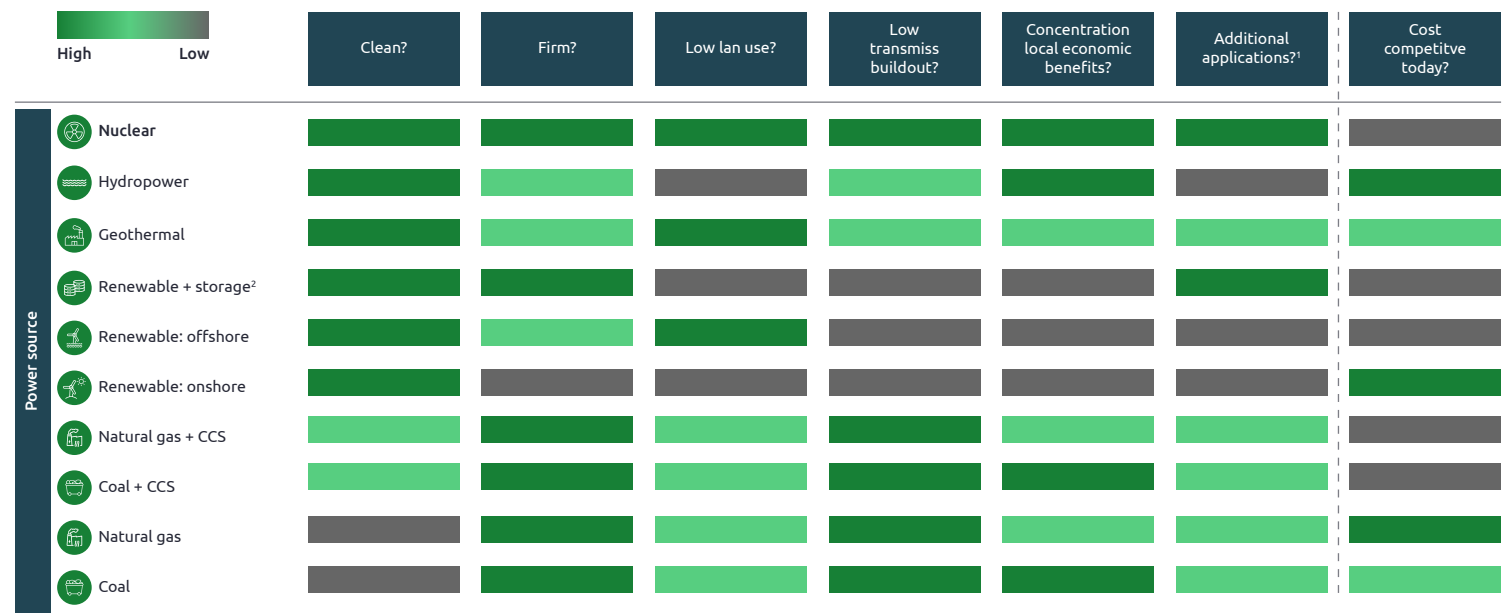 High Low
Clean?
Firm?
Low lan use?
Low
transmiss
buildout?
Concentration
local economic
benefits?
Additional
applications?¹
Cost
competitve
today?
Power source
Nuclear
Hydropower
Geothermal
Renewable + storage²
Renewable: offshore
Renewable: onshore
Natural gas + CCS
Coal + CCS
Natural gas
Coal